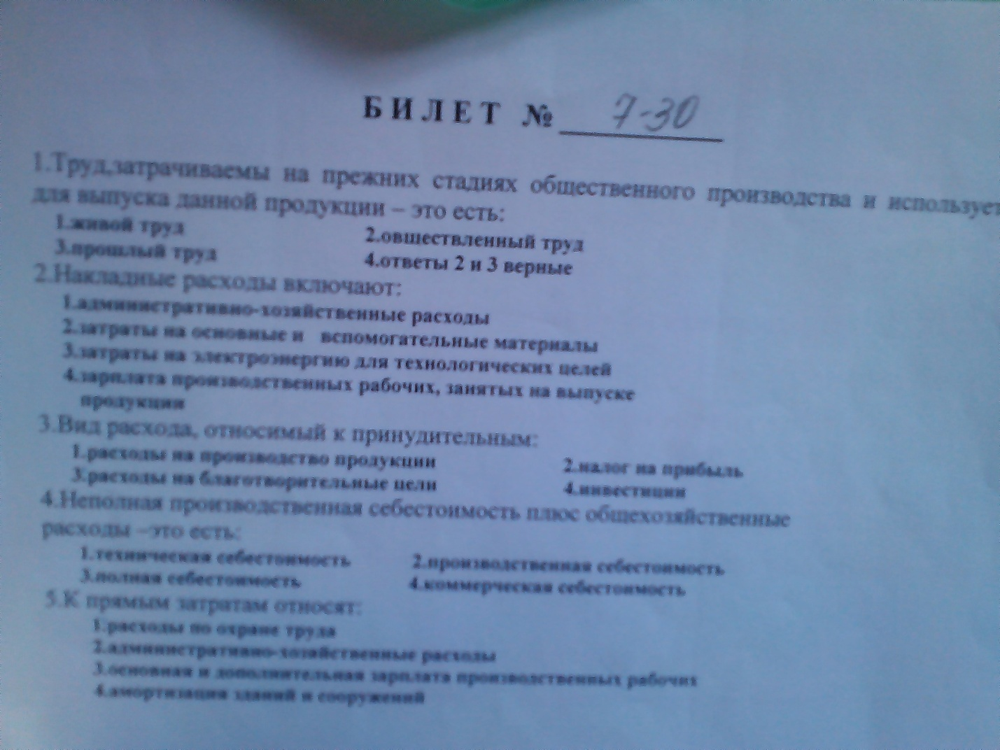 БИЛЕТ № 7-30
1.Труд,затрачиваемы на прежних стадиях общественного производства и использует
для выпуска данной продукции – это есть:
1.живой труд 2.овшествленный труд
3.прошлый труд 4.ответы 2 и 3 верные
2.Накладные расходы включают:
1.административно-хозяйственные расходы
2.затраты на основные и вспомогательные материалы
3.затраты на электроэнергию для технологических целей
4.зарплата производственных рабочих, занятых на выпуске
продукции
3.Вид расхода, относимый к принудительным:
1.расходы на производство продукции 2.налог на прибыль
3.расходы на благотворительные цели 4.инвестиции
4.Неполная производственная себестоимость плюс общехозяйственные
расходы –это есть:
1.техническая себестоимость 2.производственная себестоимость
3.полная себестоимость 4.коммерческая себестоимость
5.К прямым затратам относят:
1.расходы по охране труда
2.административно-хозяйственные расходы
3.основная и дополнительная зарплата производственных рабочих
4.амортизация зданий и сооружений